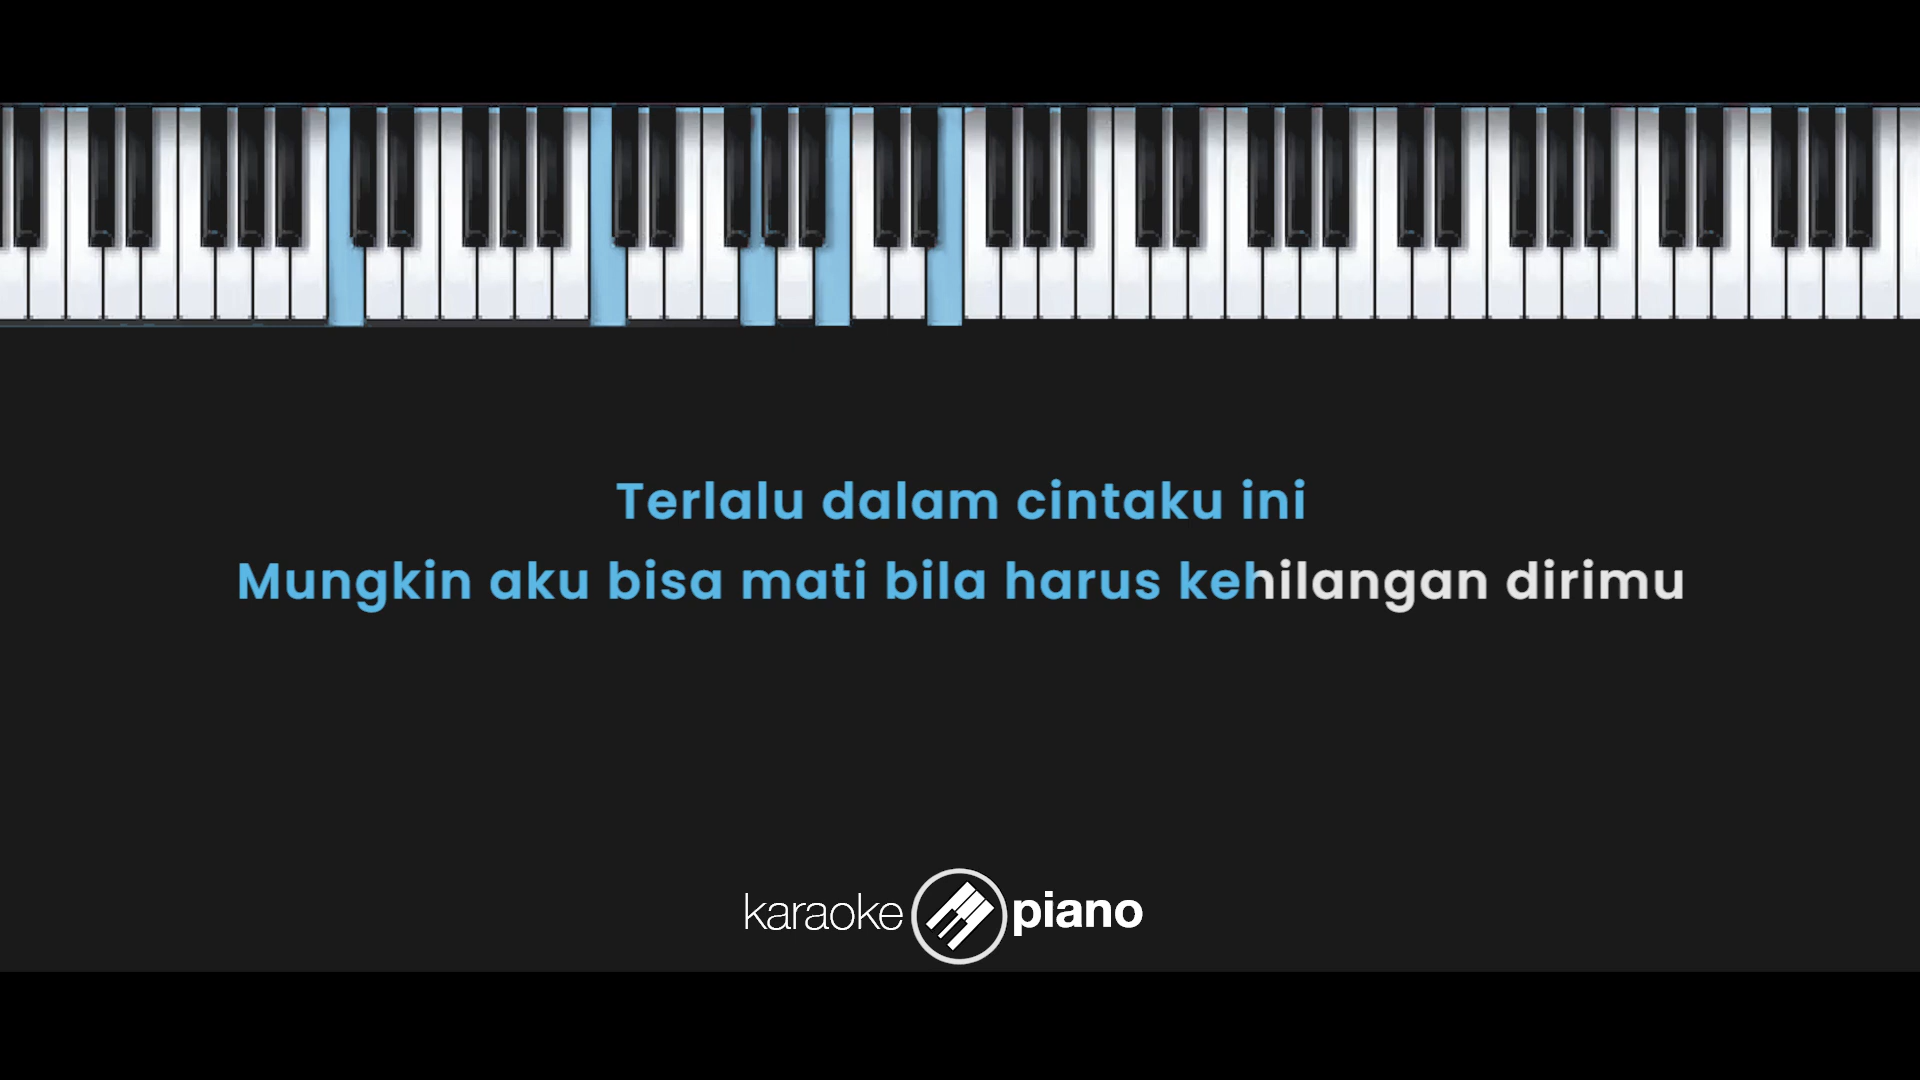 Terlalu dalam cintaku ini
Mungkin aku bisa mati bila harus kehilangan dirimu
karaoke piano